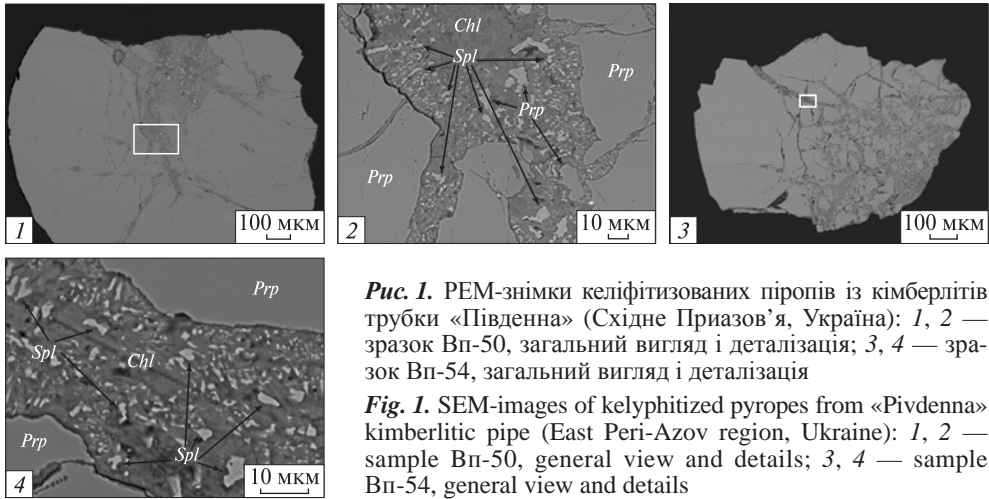 1
100 мкм
Chl
Spl
Prp
Prp
Prp
2
10 мкм
3
100 мкм
Prp
Spl
Chl
Prp
Spl
4
10 мкм
Рис. 1. РЕМ-знімки келіфітизованих піропів із кімберлітів
трубки «Південна» (Східне Приазов’я, Україна): 1, 2 —
зразок Вп-50, загальний вигляд і деталізація; 3, 4 — зра-
зок Вп-54, загальний вигляд і деталізація
Fig. 1. SEM-images of kelyphitized pyropes from «Pivdenna»
kimberlitic pipe (East Peri-Azov region, Ukraine): 1, 2 —
sample Вп-50, general view and details; 3, 4 — sample
Вп-54, general view and details